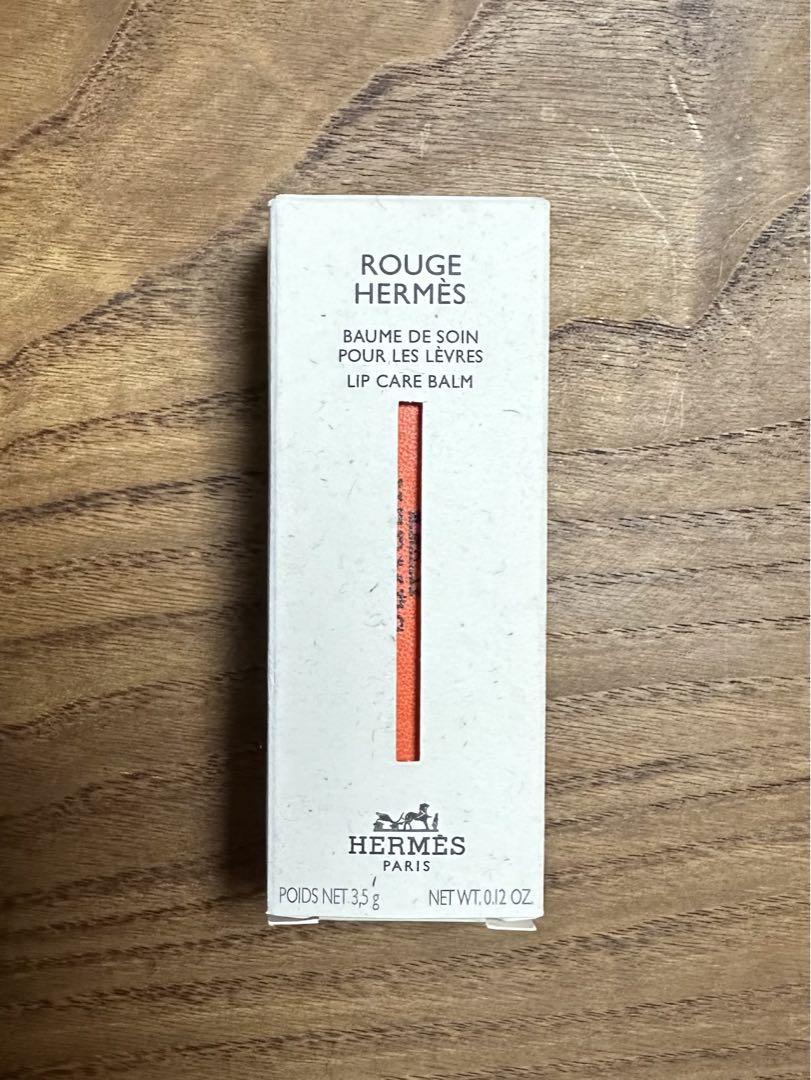 ROUGE
HERMÈS
BAUME DE SOIN
POUR LES LÈVRES
LIP CARE BALM
HERMÈS
PARIS
POIDS NET 3,5 g NET WT. 0.12 OZ.